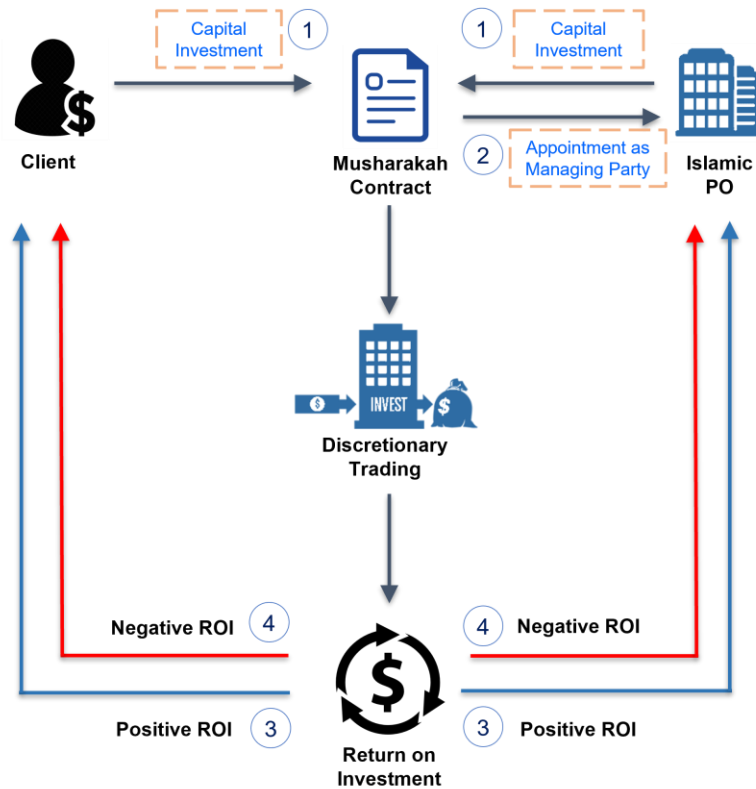 Capital
Investment
1
1
Capital
Investment
Client
Musharakah
Contract
2
Appointment as
Managing Party
Islamic
PO
$
INVEST
$
Discretionary
Trading
Negative ROI
4
4
Negative ROI
$
Positive ROI
3
3
Positive ROI
Return on
Investment